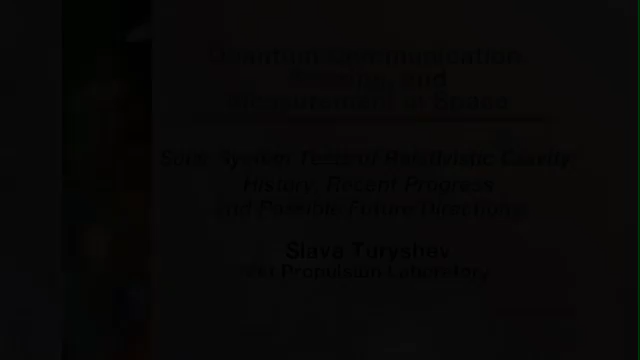 Quantum Communication,
Sensing and
Measurement in Space
Solar System Tests of Relativistic Gravity:
History, Recent Progress
and Possible Future Directions
Slava Turyshev
Jet Propulsion Laboratory